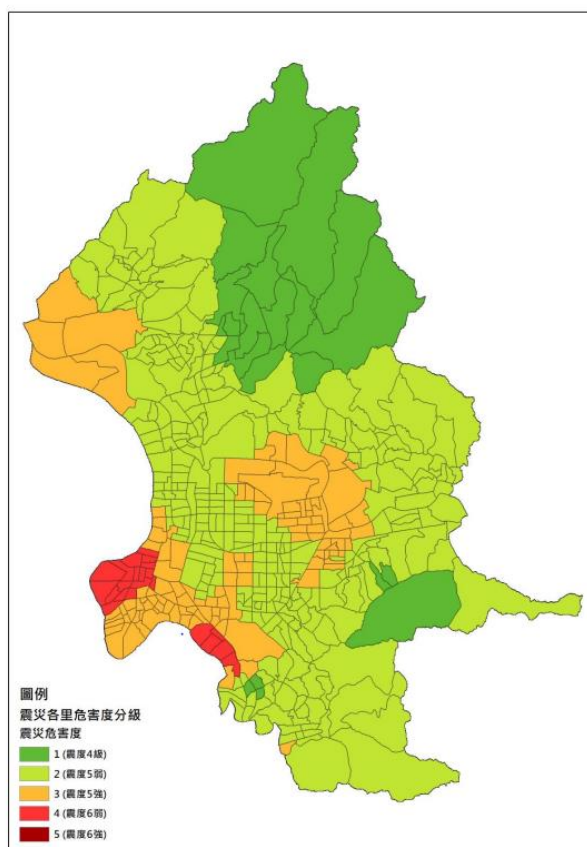 圖例
震災各里危害度分級
震災危害度
1 (震度4級)
2 (震度5弱)
3 (震度5強)
4 (震度6弱)
5 (震度6強)